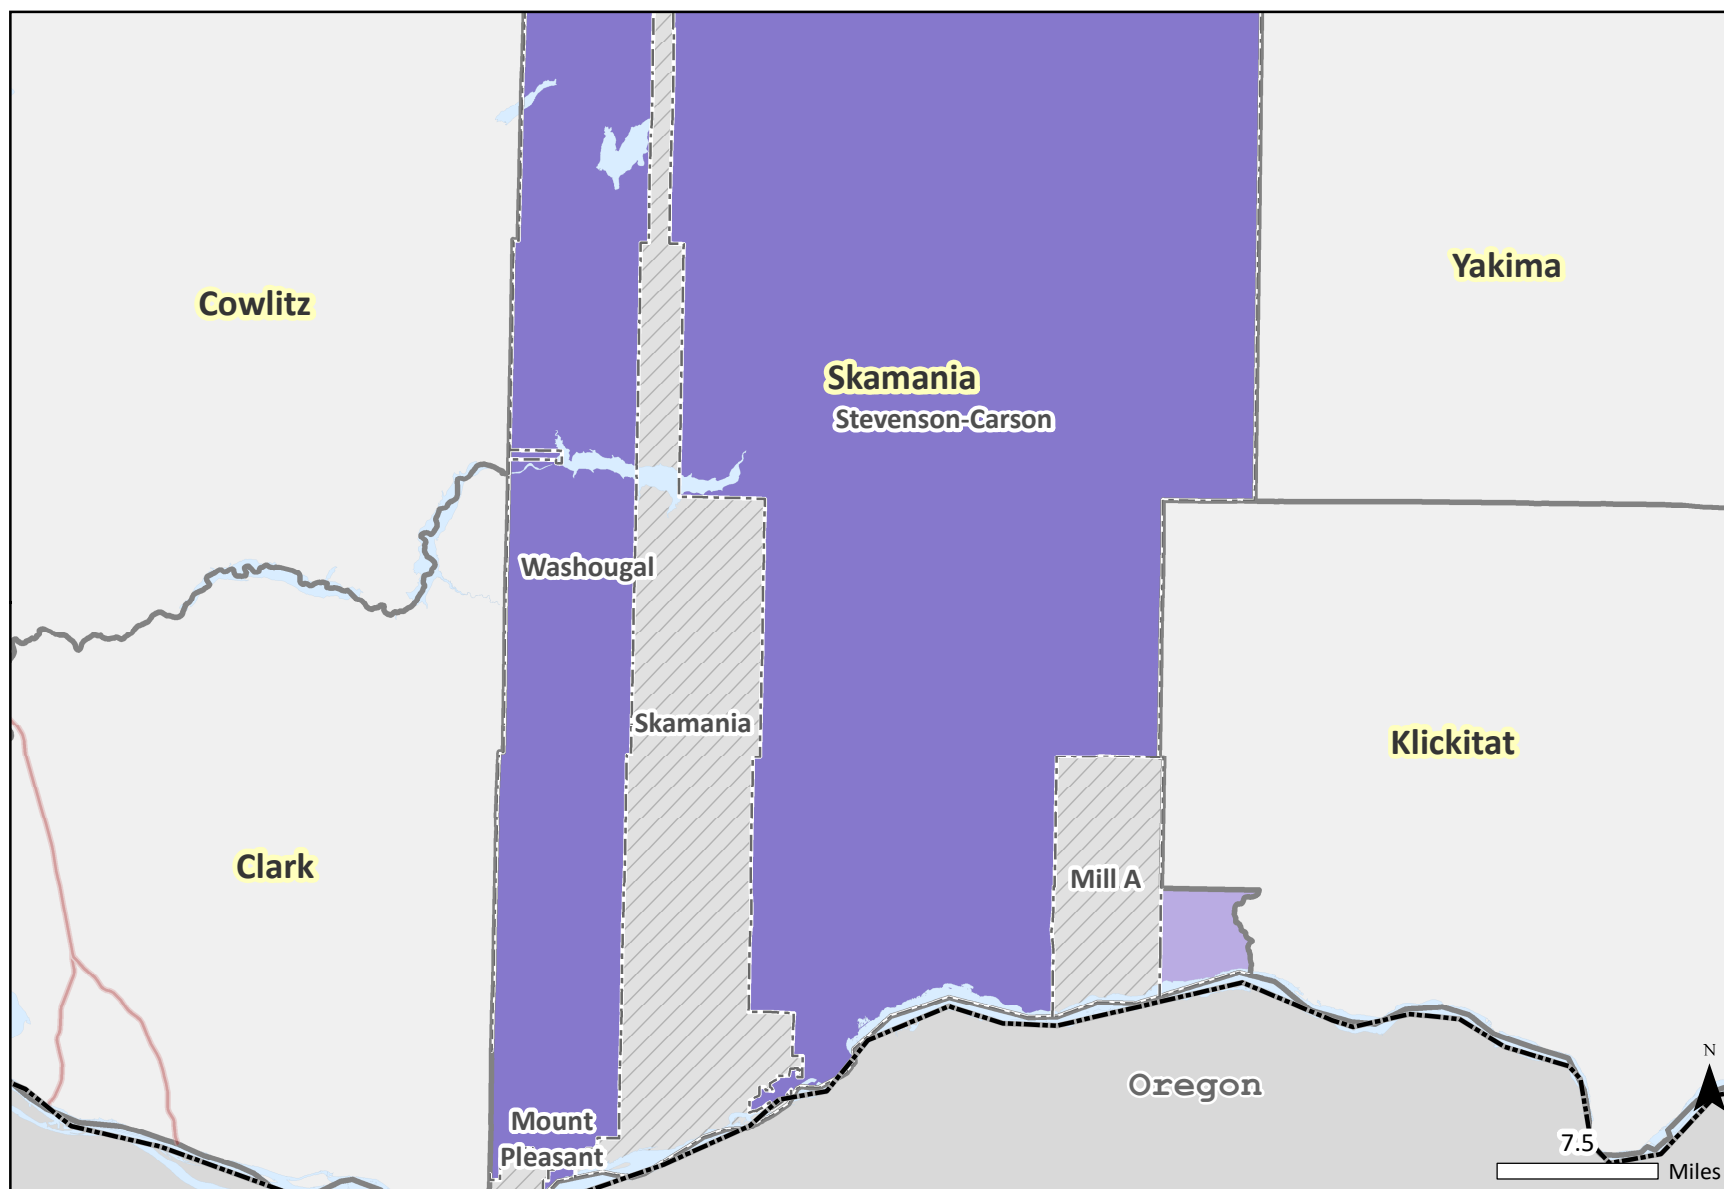 Yakima
Cowlitz
Skamania
Stevenson-Carson
Washougal
Skamania
Klickitat
Clark
Mill A
N
Oregon
Mount
Pleasant
7.5
Miles